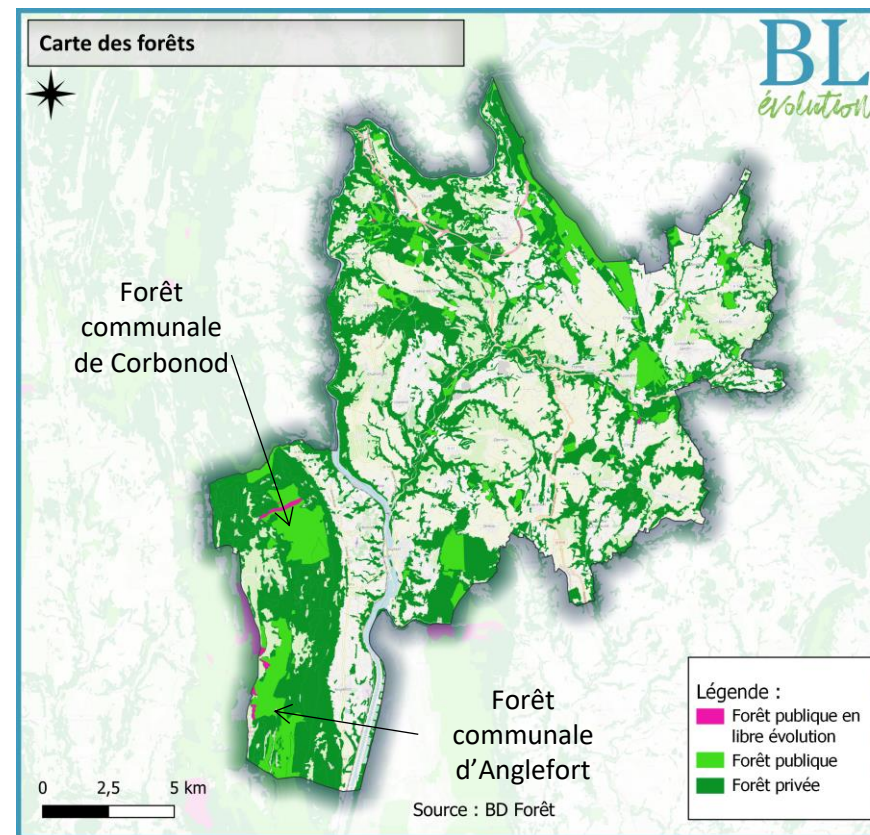 Carte des forêts
BL
évolution
Forêt
communale
de Corbonod
Forêt
communale
d'Anglefort
Légende :
Forêt publique en
libre évolution
Forêt publique
Forêt privée
0 2,5 5 km
Source : BD Forêt